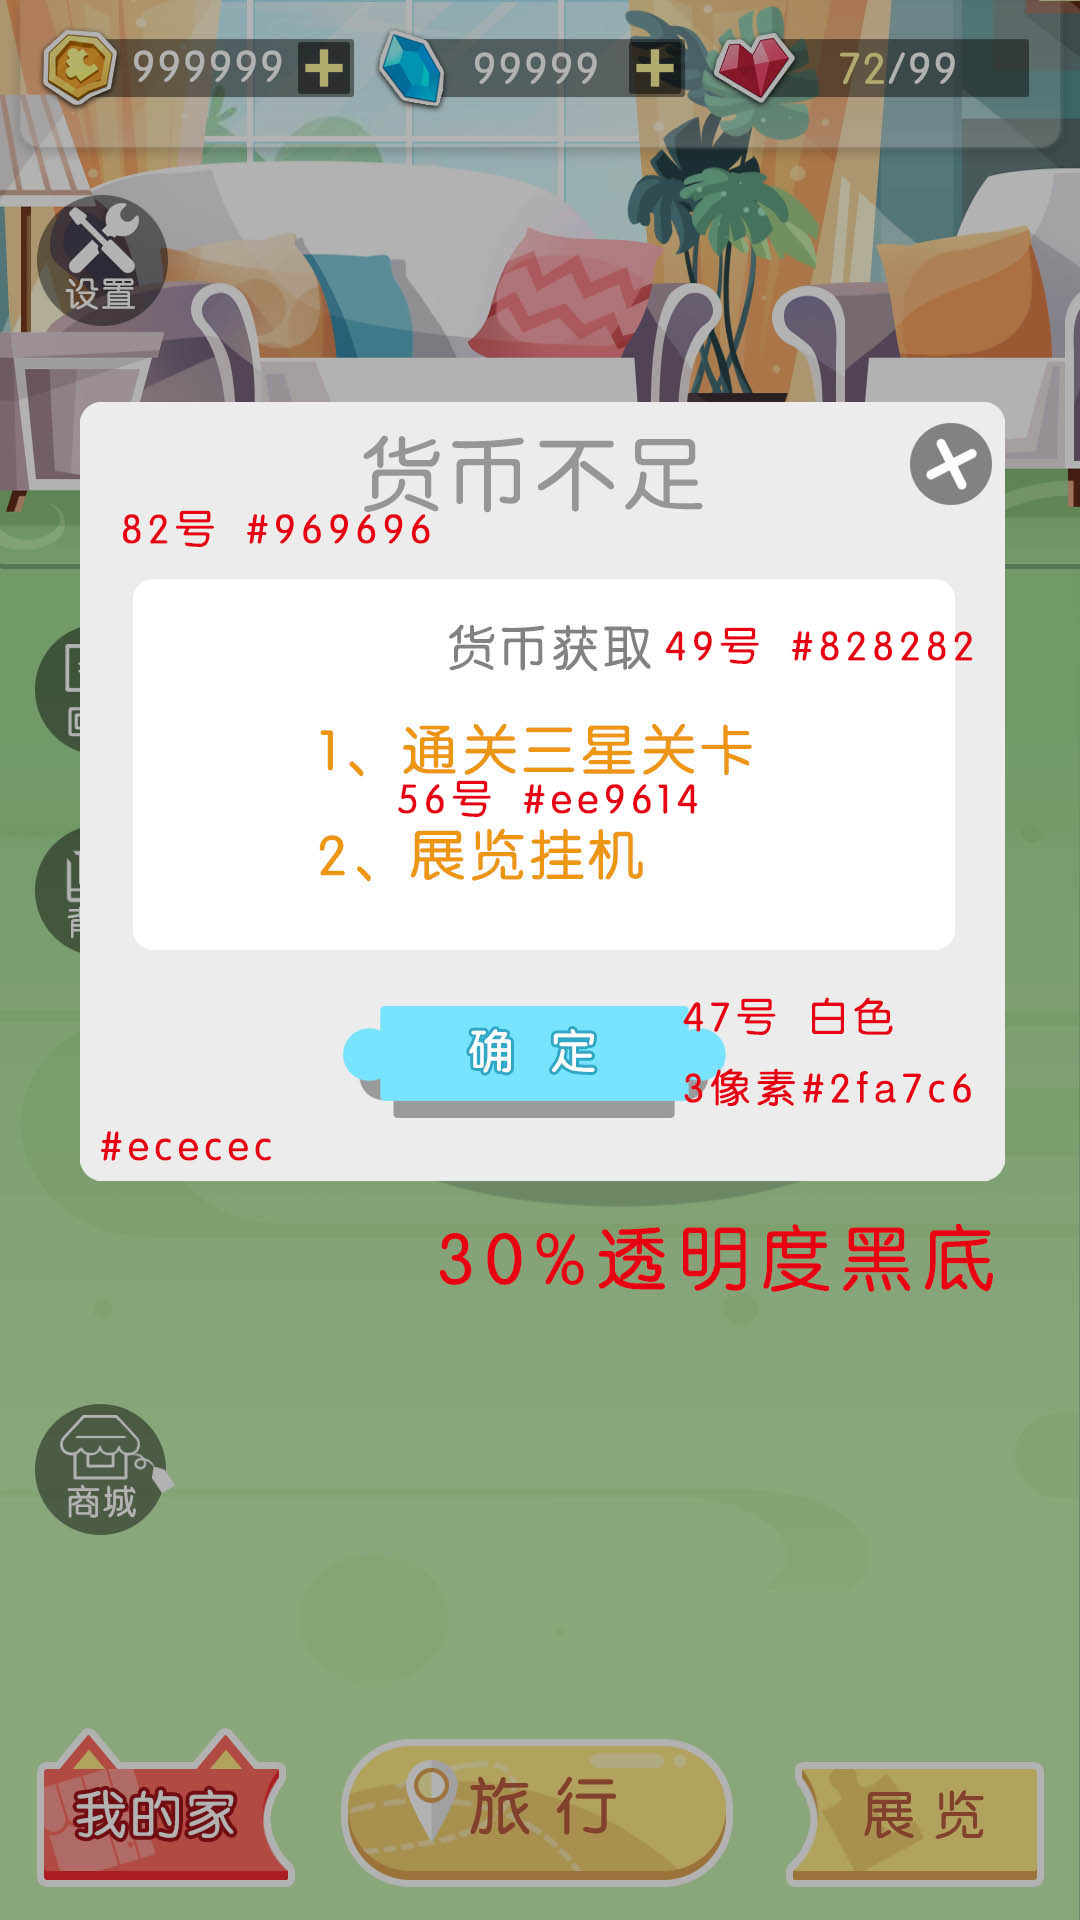 999999
99999
72/99
设置
货币不足
82号 #969696
货币获取 49号 #828282
1、通关三星关卡
56号 #ee9614
2、展览挂机
47号 白色
确 定
3像素#2fa7c6
#ececec
30%透明度黑底
商城
我的家
旅 行
展 览